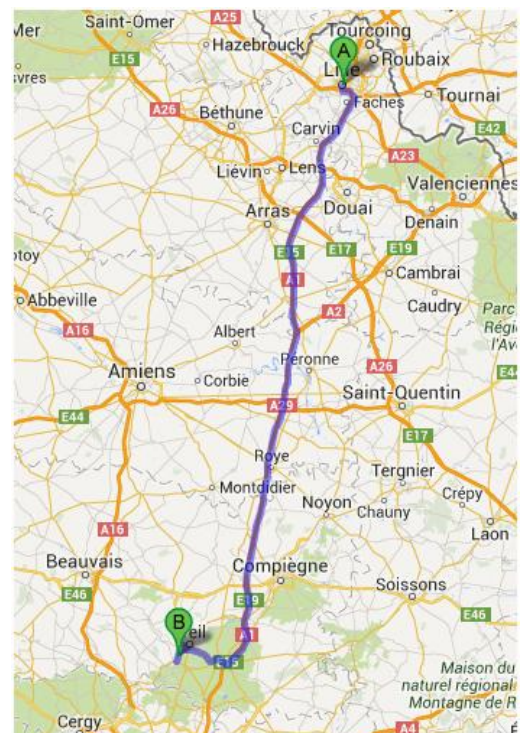 A25
Tourcoing
Saint-Omer
Mer
Hazebrouck
A
Roubaix
E15
Faches
Tournai
A26
Béthune
Carvin
E42
A23
Liévin
Lens
Valenciennes
Arras
Douai
Denain
E15
E17
E19
A1
Cambrai
Abbeville
A2
Caudry
Parc
A16
Albert
Péronne
A26
Amiens
Corbie
Saint-Quentin
A29
E44
E17
Roye
Tergnier
Montdidier
Crépy
Noyon
Chauny
A16
Laon
Beauvais
Compiègne
Soissons
E46
E19
E46
B
eil
A1
E15
Maison du
naturel régional
Montagne de R
Cergy
A4